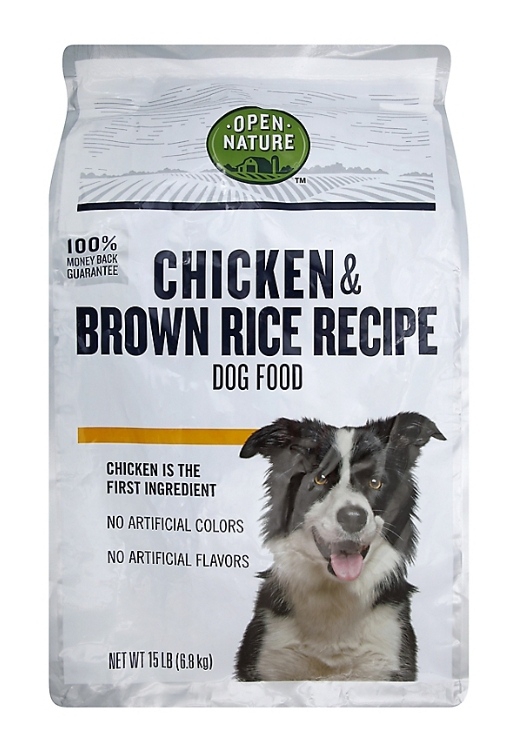 ·OPEN·
NATURE
TM
100%
MONEY BACK
GUARANTEE
CHICKEN &
BROWN RICE RECIPE
DOG FOOD
CHICKEN IS THE
FIRST INGREDIENT
NO ARTIFICIAL COLORS
NO ARTIFICIAL FLAVORS
NET WT 15 LB (6.8 kg)